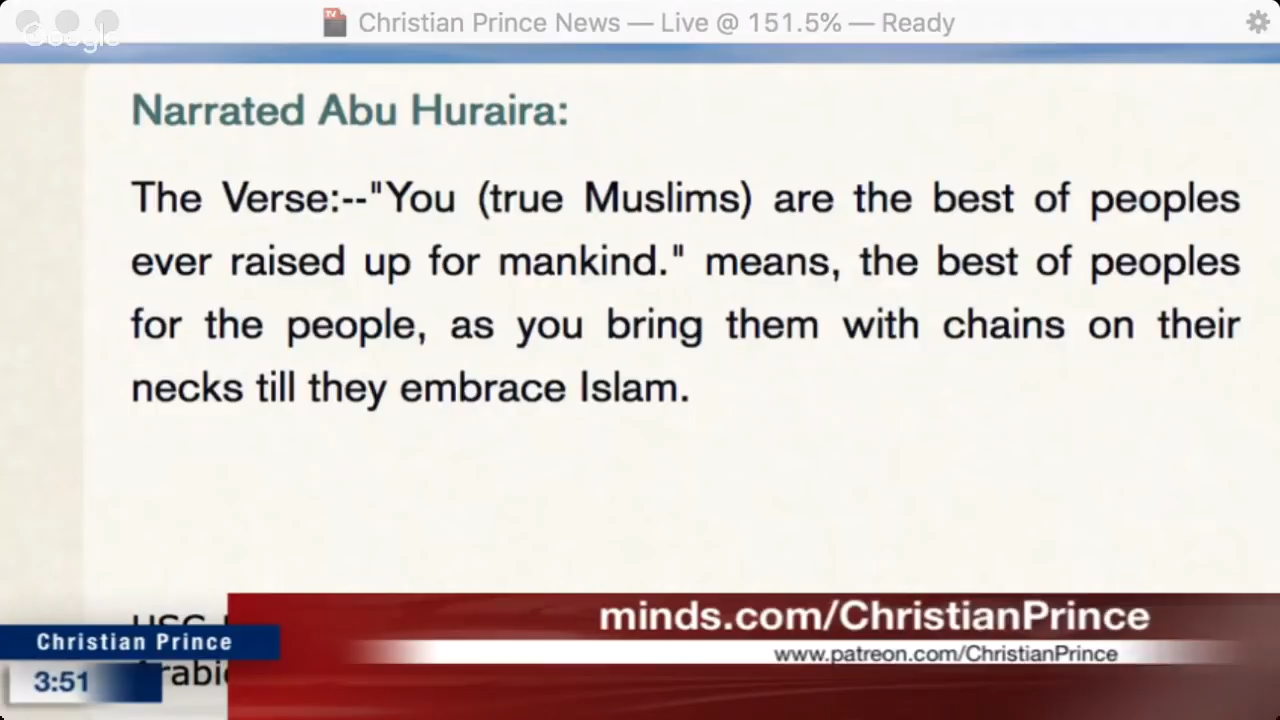 Christian Prince News — Live @ 151.5% — Ready
Google
Narrated Abu Huraira:
The Verse:--"You (true Muslims) are the best of peoples
ever raised up for mankind." means, the best of peoples
for the people, as you bring them with chains on their
necks till they embrace Islam.
minds.com/ChristianPrince
Christian Prince
www.patreon.com/ChristianPrince
3:51